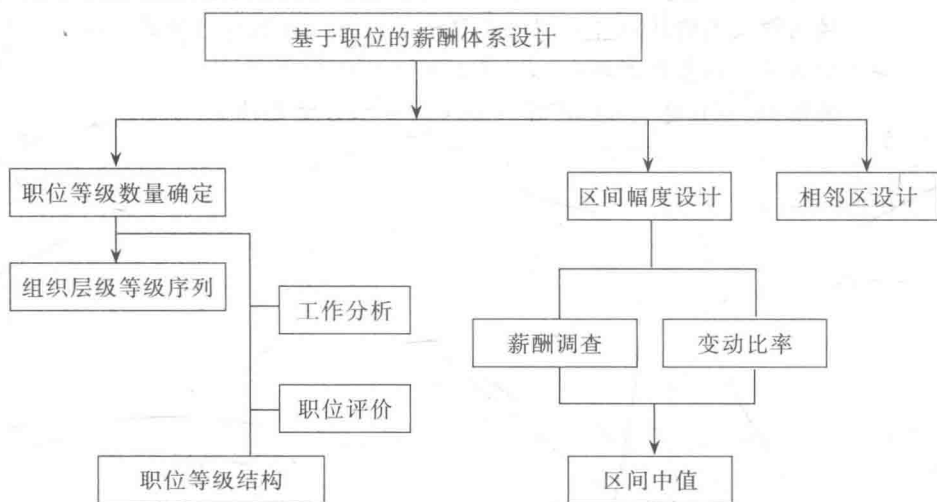 基于职位的薪酬体系设计
职位等级数量确定
区间幅度设计
相邻区设计
组织层级等级序列
工作分析
薪酬调查
变动比率
职位评价
职位等级结构
区间中值